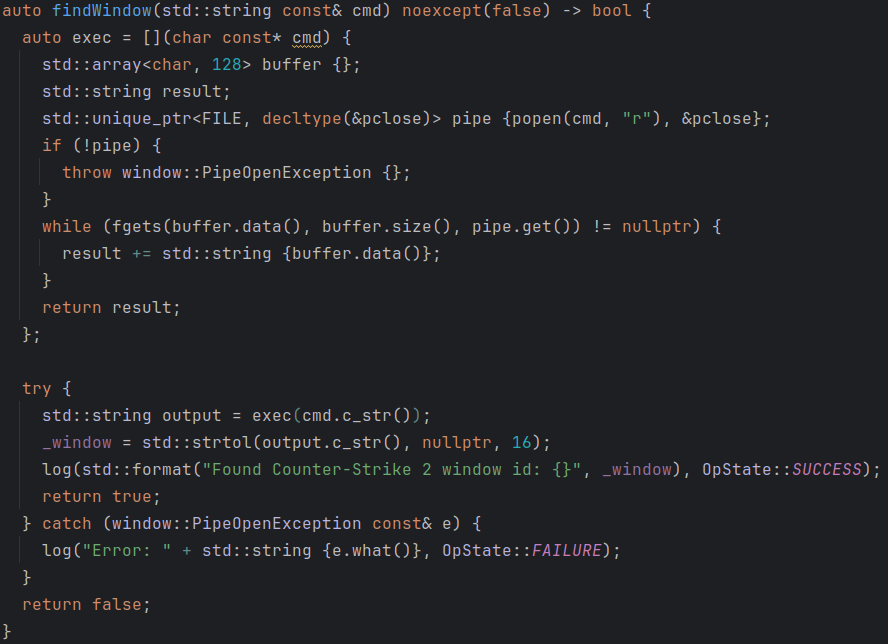 auto findWindow(std::string const& cmd) noexcept(false) -> bool {
  auto exec = [](char const* cmd) {
    std::array<char, 128> buffer {};
    std::string result;
    std::unique_ptr<FILE, decltype(&pclose)> pipe {popen(cmd, "r"), &pclose};
    if (!pipe) {
      throw window::PipeOpenException {};
    }
    while (fgets(buffer.data(), buffer.size(), pipe.get()) != nullptr) {
      result += std::string {buffer.data()};
    }
    return result;
  };

  try {
    std::string output = exec(cmd.c_str());
    _window = std::strtol(output.c_str(), nullptr, 16);
    log(std::format("Found Counter-Strike 2 window id: {}", _window), OpState::SUCCESS);
    return true;
  } catch (window::PipeOpenException const& e) {
    log("Error: " + std::string {e.what()}, OpState::FAILURE);
  }
  return false;
}